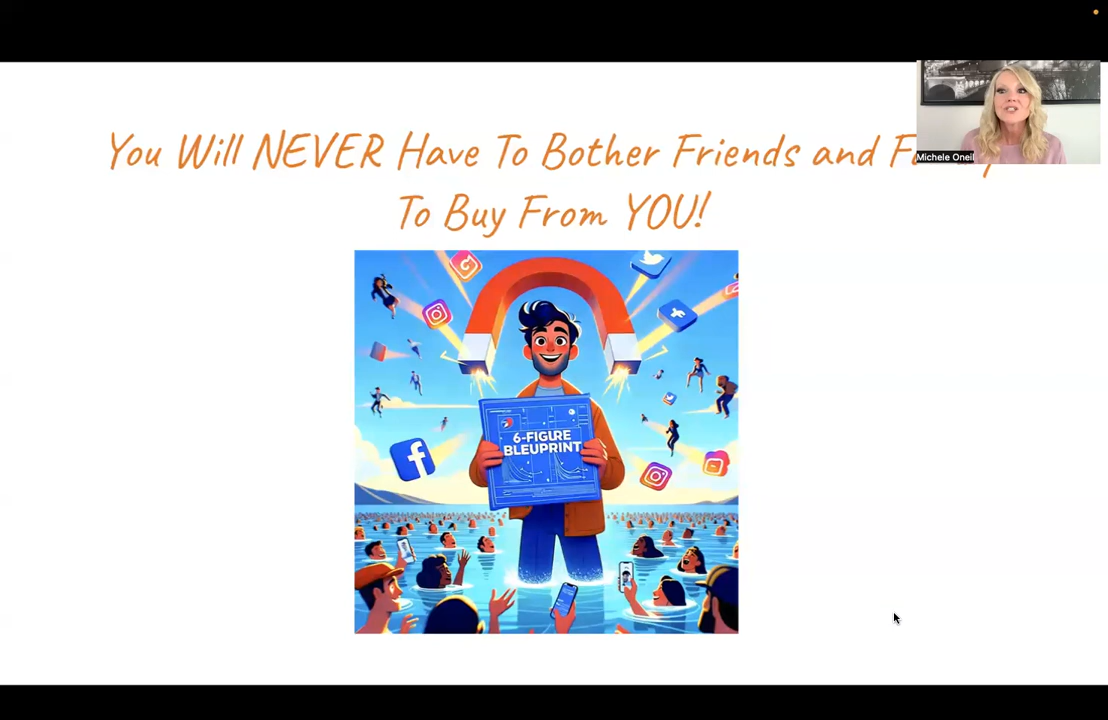 You Will NEVER Have To Bother Friends and
To Buy From YOU!
Michele Oneil
6-FIGURE
BLEUPRINT